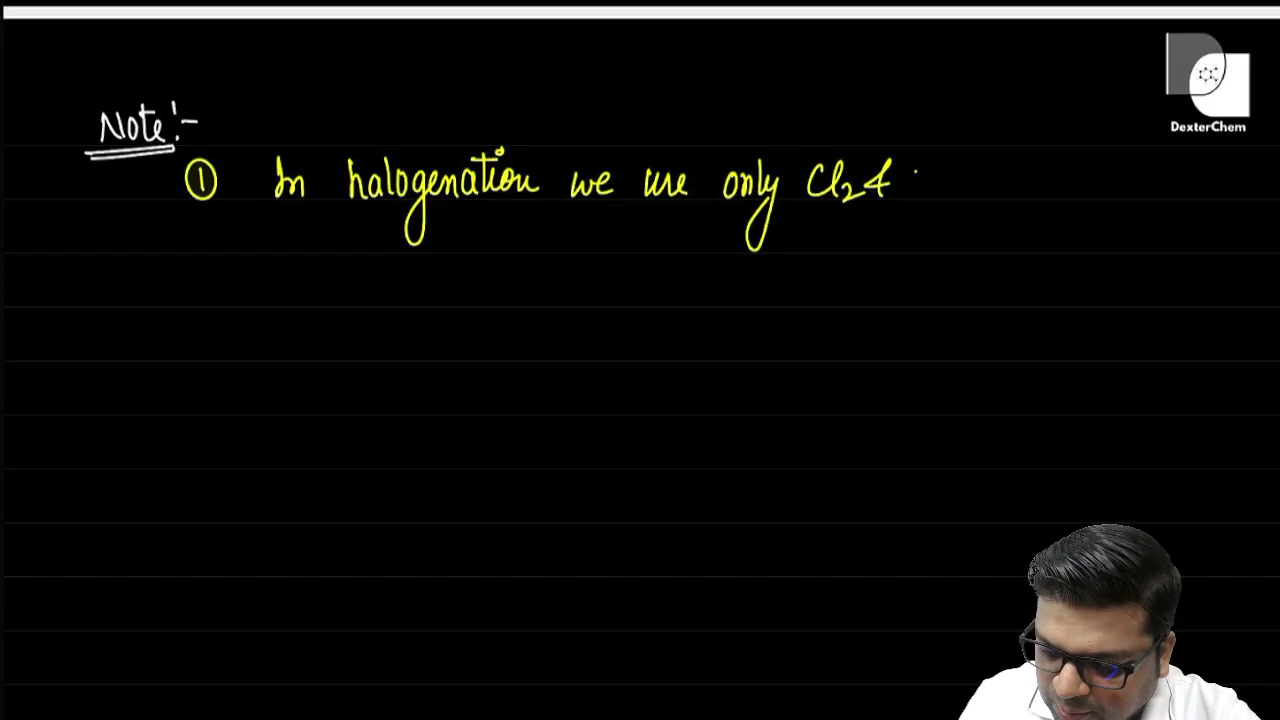 DexterChem
Note:-
① In halogenation we use only Cl₂ &